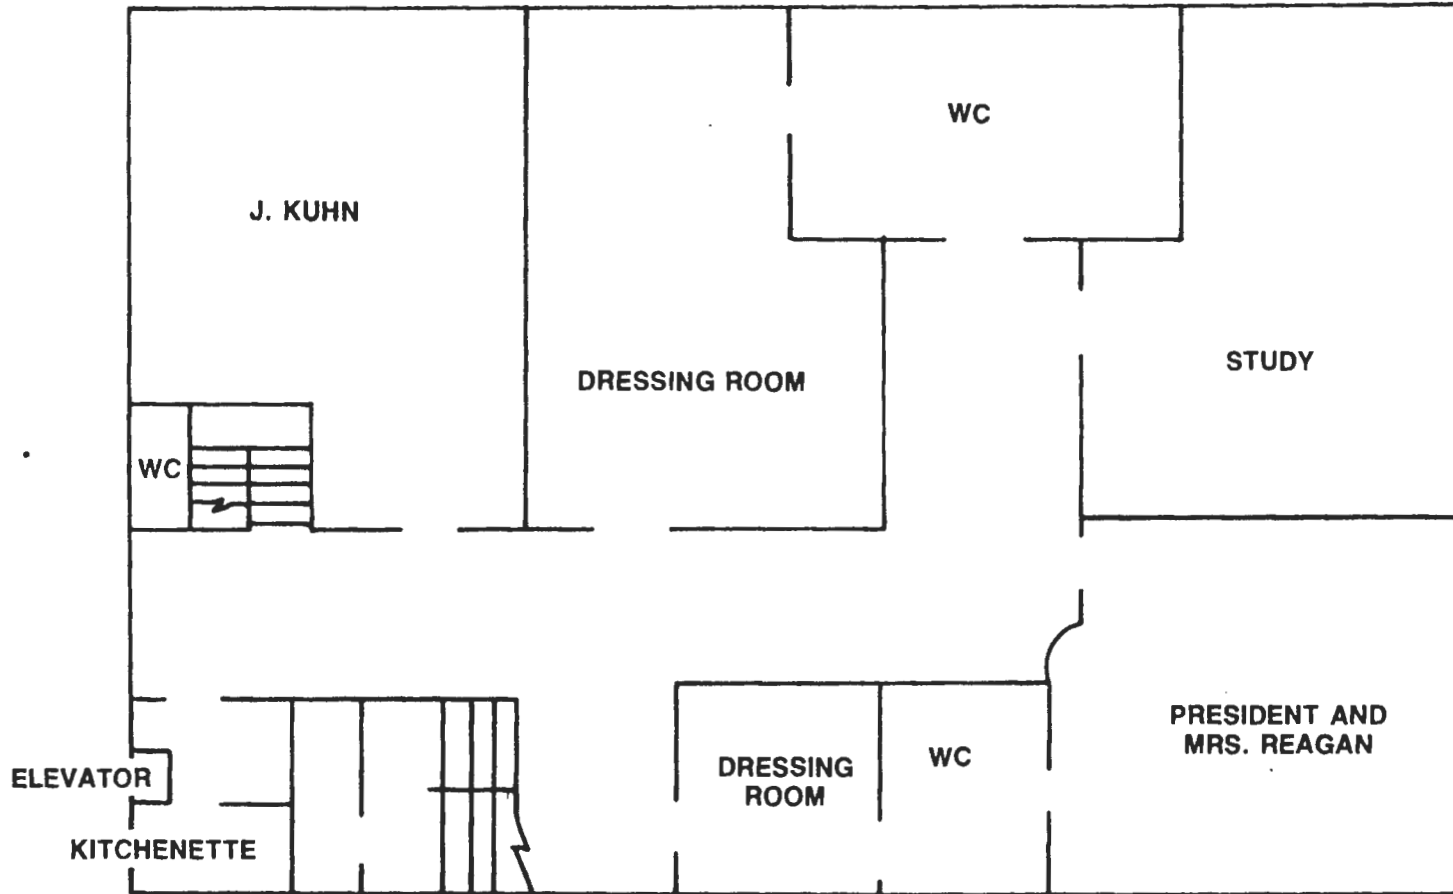 WC
J. KUHN
DRESSING ROOM
STUDY
WC
PRESIDENT AND
MRS. REAGAN
ELEVATOR
DRESSING
ROOM
WC
KITCHENETTE